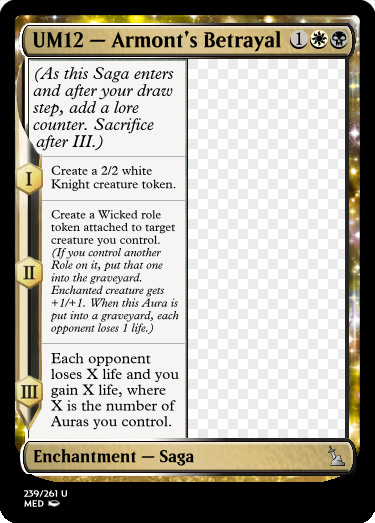 UM12 — Armont's Betrayal 1
(As this Saga enters
and after your draw
step, add a lore
counter. Sacrifice
after III.)
I
Create a 2/2 white
Knight creature token.
II
Create a Wicked role
token attached to target
creature you control.
(If you control another
Role on it, put that one
into the graveyard.
Enchanted creature gets
+1/+1. When this Aura is
put into a graveyard, each
opponent loses 1 life.)
III
Each opponent
loses X life and you
gain X life, where
X is the number of
Auras you control.
Enchantment — Saga
239/261 U
MED